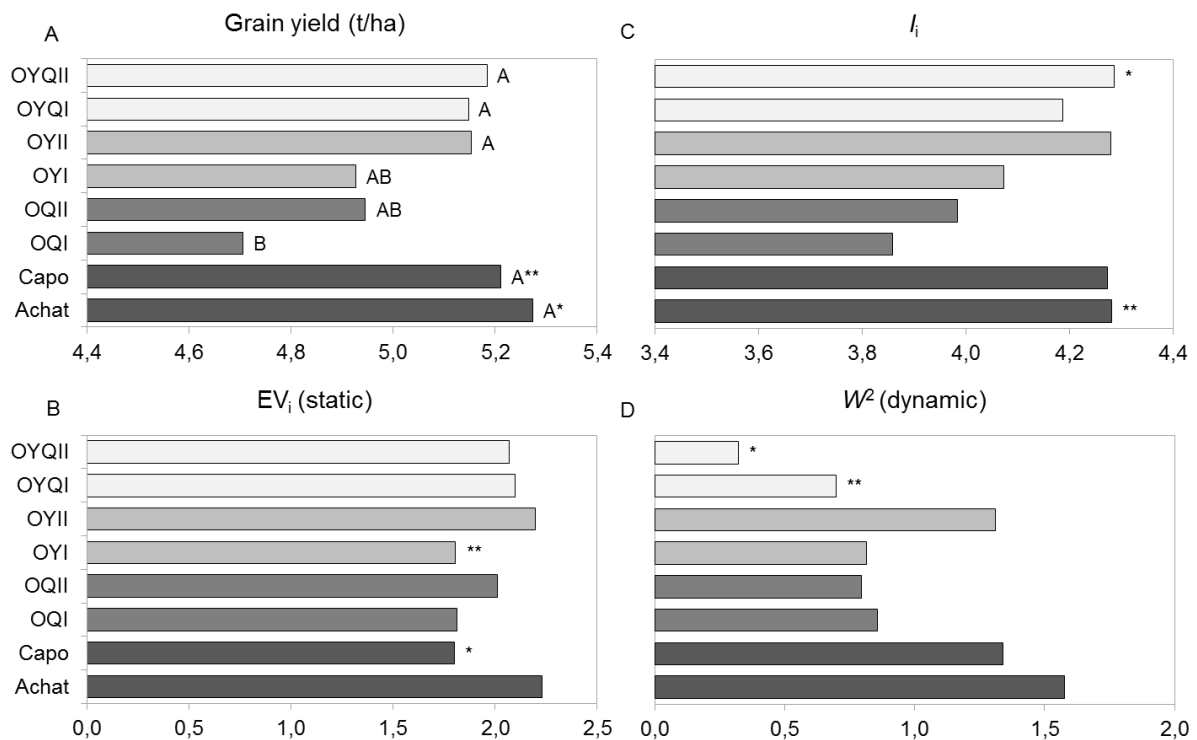 A
Grain yield (t/ha)
OYQII A
OYQI A
OYII A
OYI AB
OQII AB
OQI B
Capo A**
Achat A*
4,4 4,6 4,8 5,0 5,2 5,4
C
Ii
*
**
3,4 3,6 3,8 4,0 4,2 4,4
B
EVi (static)
OYQII
OYQI
OYII
OYI **
OQII
OQI
Capo *
Achat
0,0 0,5 1,0 1,5 2,0 2,5
D
W² (dynamic)
*
**
0,0 0,5 1,0 1,5 2,0